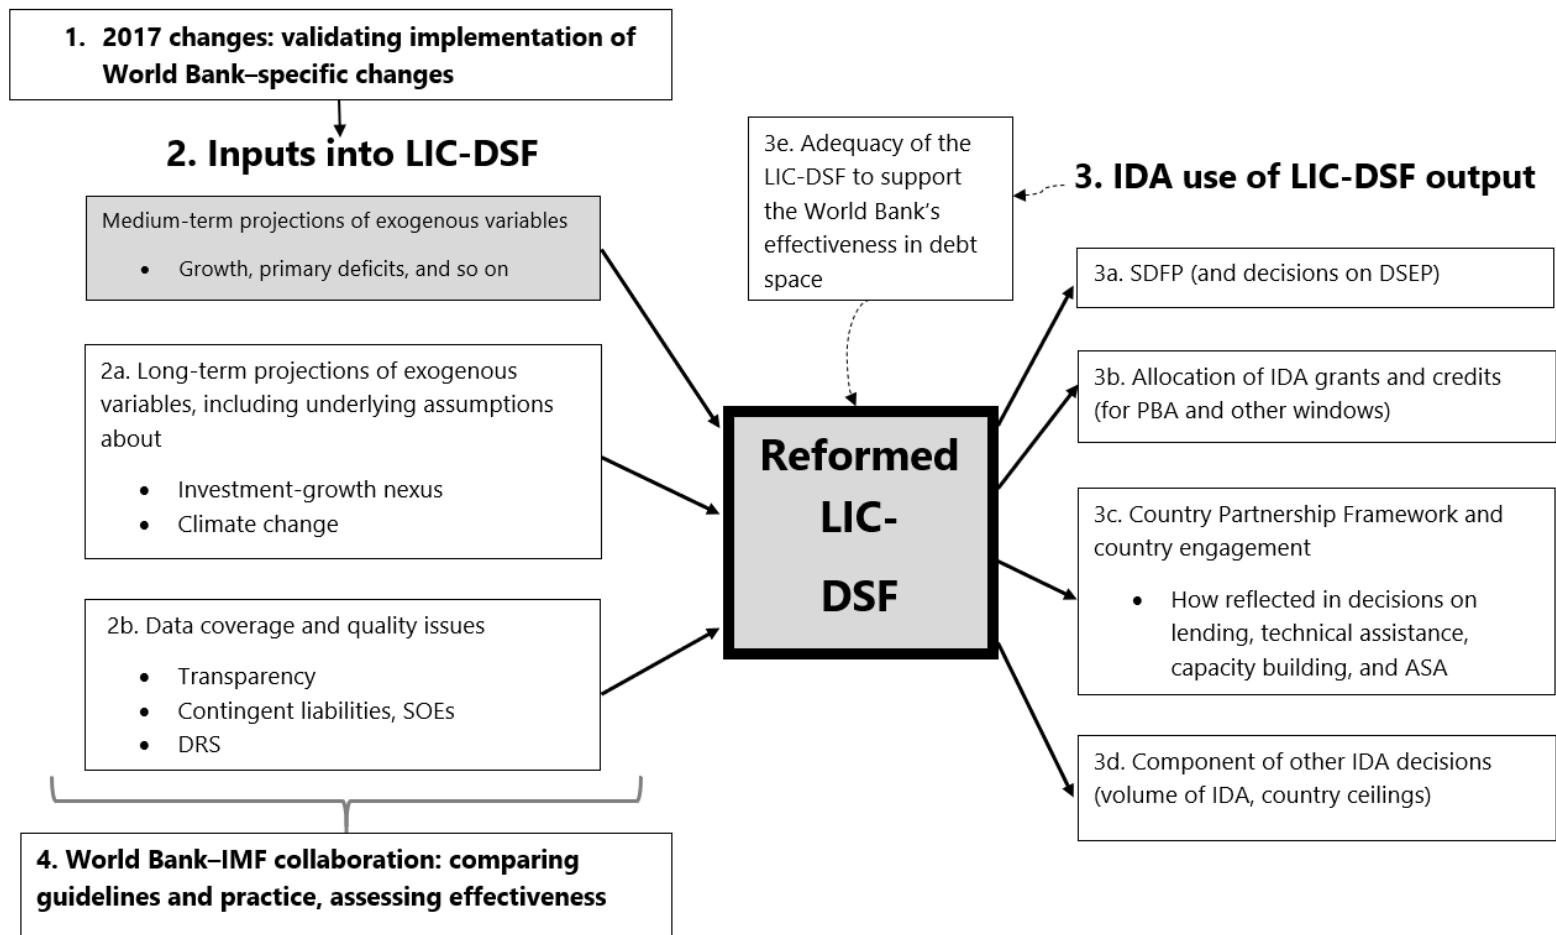 1. 2017 changes: validating implementation of
World Bank–specific changes
2. Inputs into LIC-DSF
Medium-term projections of exogenous variables
• Growth, primary deficits, and so on
2a. Long-term projections of exogenous
variables, including underlying assumptions
about
• Investment-growth nexus
• Climate change
2b. Data coverage and quality issues
• Transparency
• Contingent liabilities, SOEs
• DRS
4. World Bank–IMF collaboration: comparing
guidelines and practice, assessing effectiveness
3e. Adequacy of the
LIC-DSF to support
the World Bank’s
effectiveness in debt
space
Reformed
LIC-
DSF
3. IDA use of LIC-DSF output
3a. SDFP (and decisions on DSEP)
3b. Allocation of IDA grants and credits
(for PBA and other windows)
3c. Country Partnership Framework and
country engagement
• How reflected in decisions on
lending, technical assistance,
capacity building, and ASA
3d. Component of other IDA decisions
(volume of IDA, country ceilings)